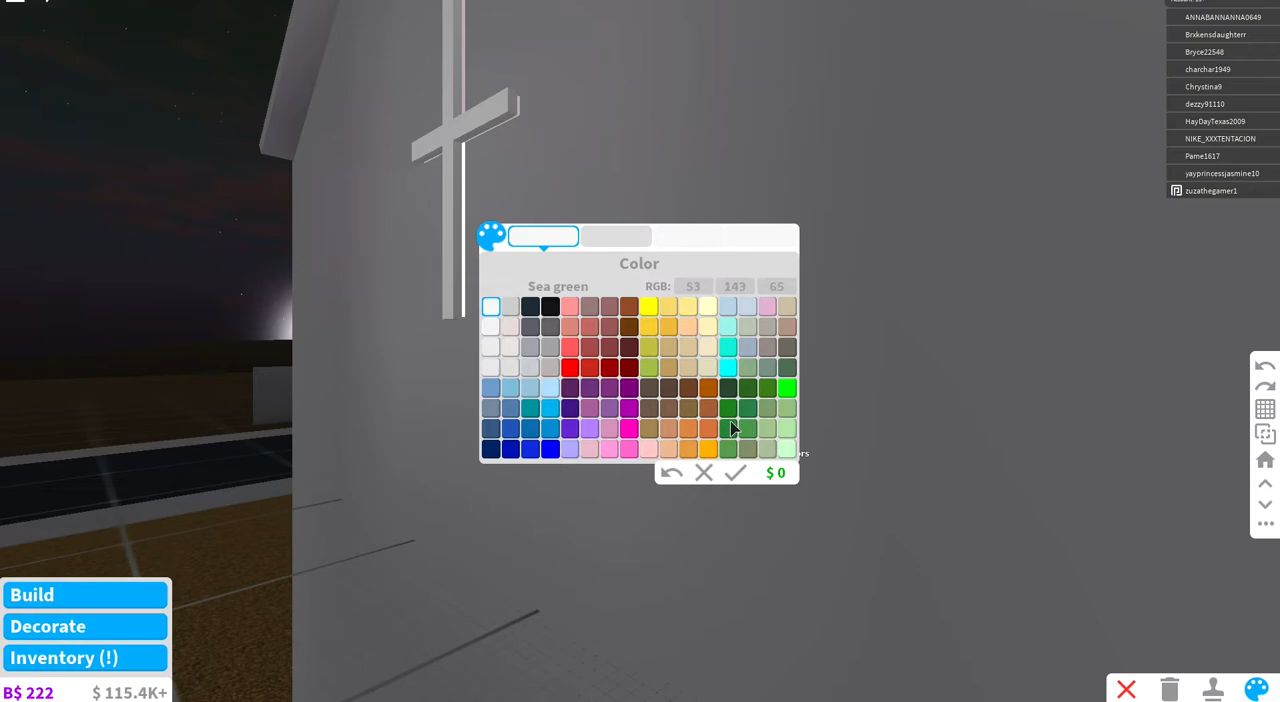 ANNABANNANNA0649
Brxkensdaughterr
Bryce22548
charchar1949
Chrystina9
dezzy91110
HayDayTexas2009
NIKE_XXXTENTACION
Pame1617
yayprincessjasmine10
zuzathegamer1
Color
Sea green RGB: 53 143 65
ors
$ 0
Build
Decorate
Inventory (!)
B$ 222 $ 115.4K+